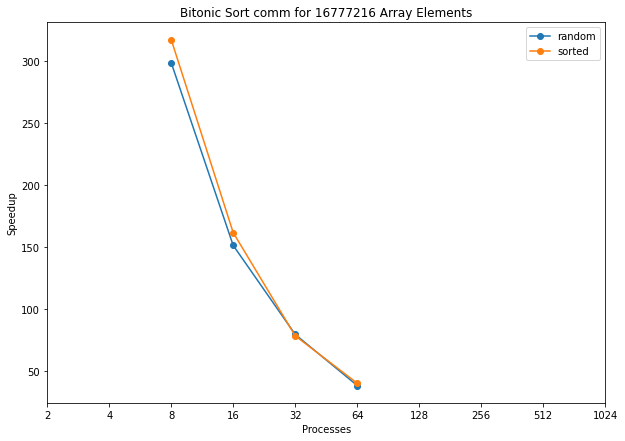 Bitonic Sort comm for 16777216 Array Elements
random
sorted
Speedup
300
250
200
150
100
50
2 4 8 16 32 64 128 256 512 1024
Processes